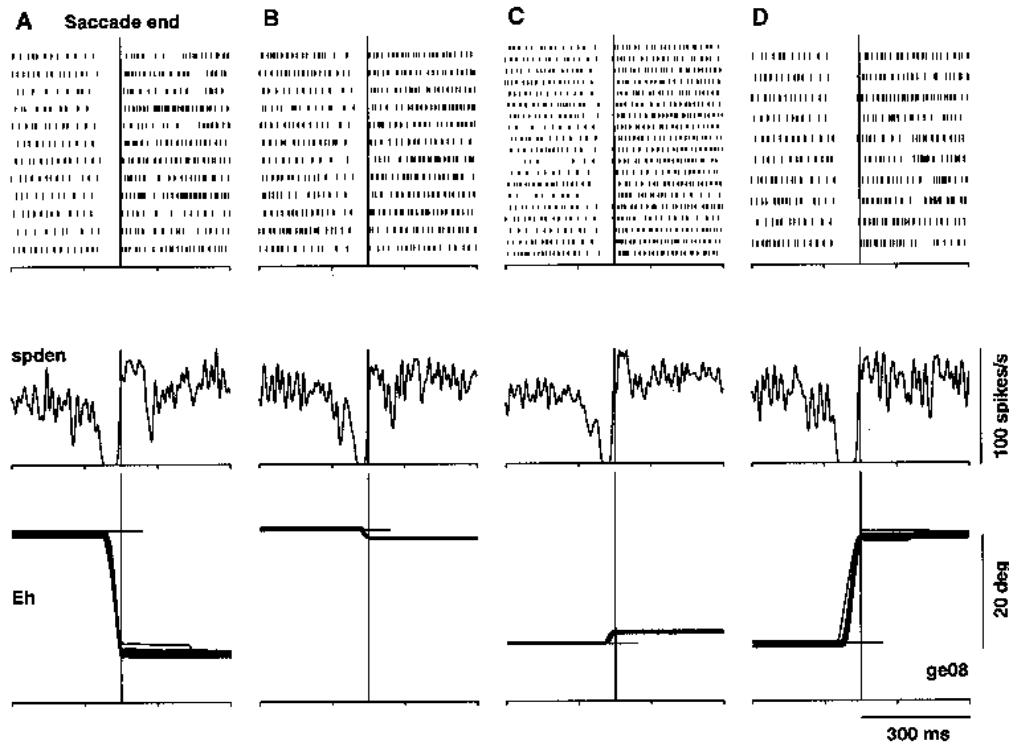 A
Saccade end
B
C
D
spden
100 spikes/s
Eh
20 deg
ge08
300 ms